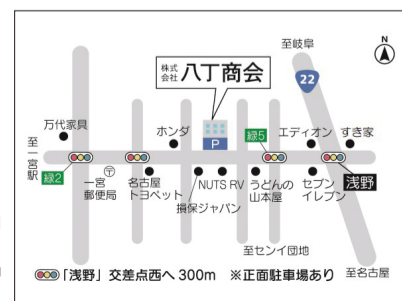 至岐阜
N
22
株式
会社
八丁商会
P
万代家具
ホンダ
緑5
エディオン
すき家
至一宮駅
緑2
一宮
郵便局
名古屋
トヨペット
損保ジャパン
NUTS RV
うどんの
山本屋
セブン
イレブン
浅野
至センイ団地
至名古屋
「浅野」交差点西へ300m ※正面駐車場あり